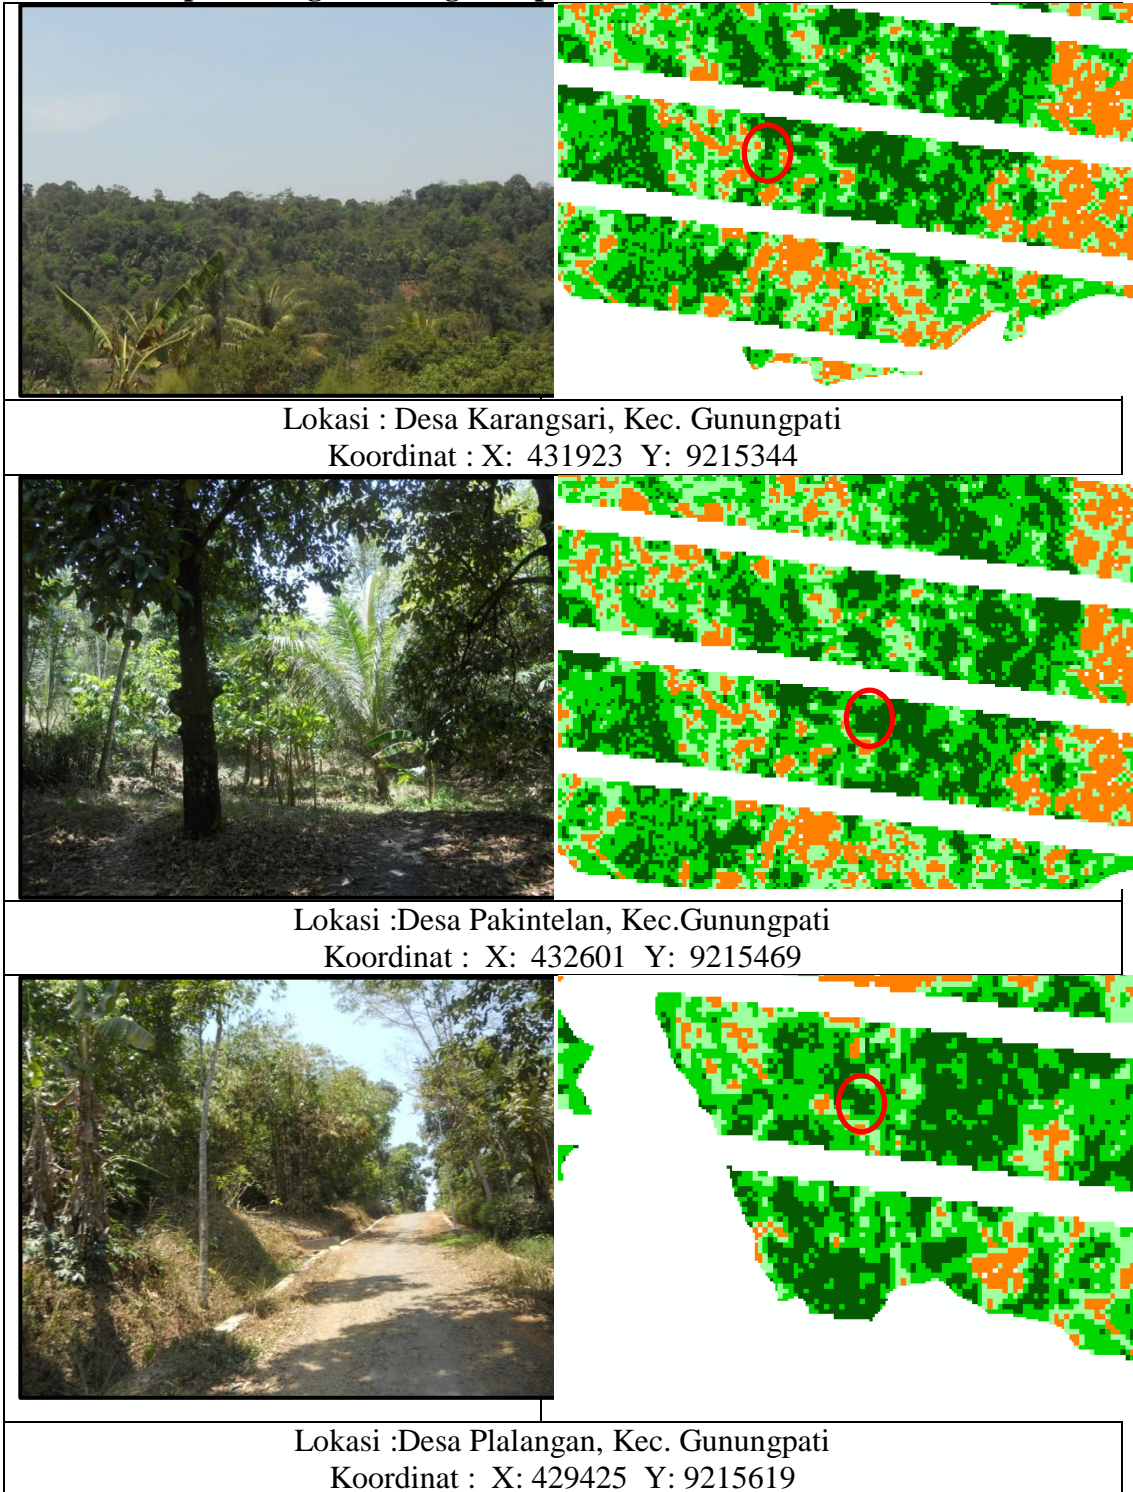 Lokasi : Desa Karangsari, Kec. Gunungpati
Koordinat : X: 431923 Y: 9215344
Lokasi :Desa Pakintelan, Kec.Gunungpati
Koordinat : X: 432601 Y: 9215469
Lokasi :Desa Plalangan, Kec. Gunungpati
Koordinat : X: 429425 Y: 9215619